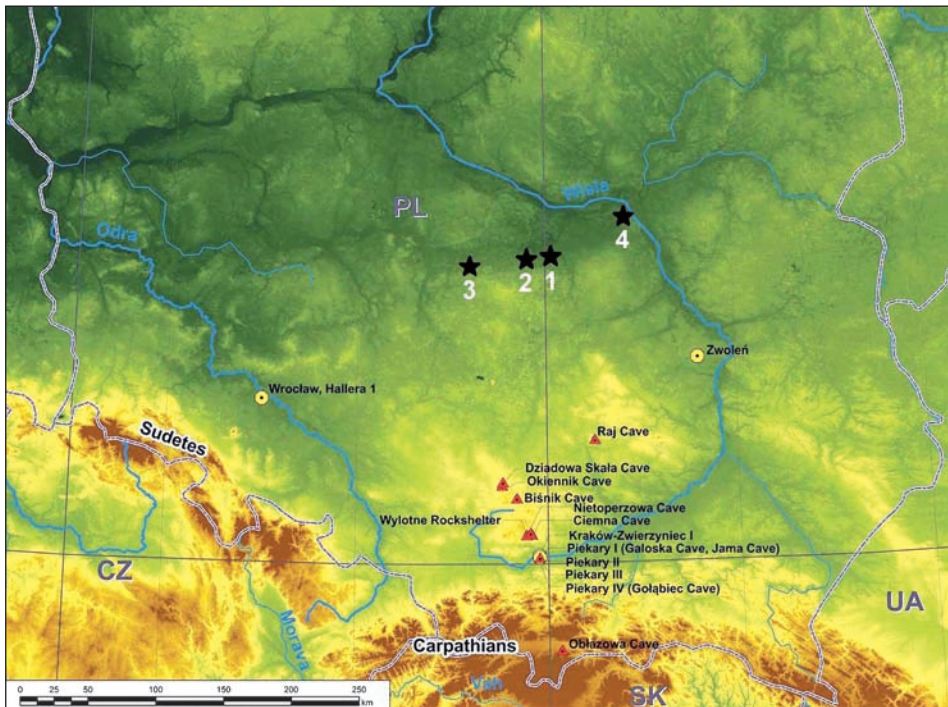 Wisła
PL
Odra
4
3
2
1
Zwoleń
Wrocław, Hallera 1
Sudetes
Raj Cave
Dziadowa Skała Cave
Okiennik Cave
Biśnik Cave
Nietoperzowa Cave
Wylotne Rockshelter
Ciemna Cave
Kraków-Zwierzyniec I
Piekary I (Galoska Cave, Jama Cave)
Piekary II
Piekary III
Piekary IV (Gołąbiec Cave)
CZ
UA
Morava
Carpathians
Obłazowa Cave
Váh
SK
0 50 100 150 200 250
km